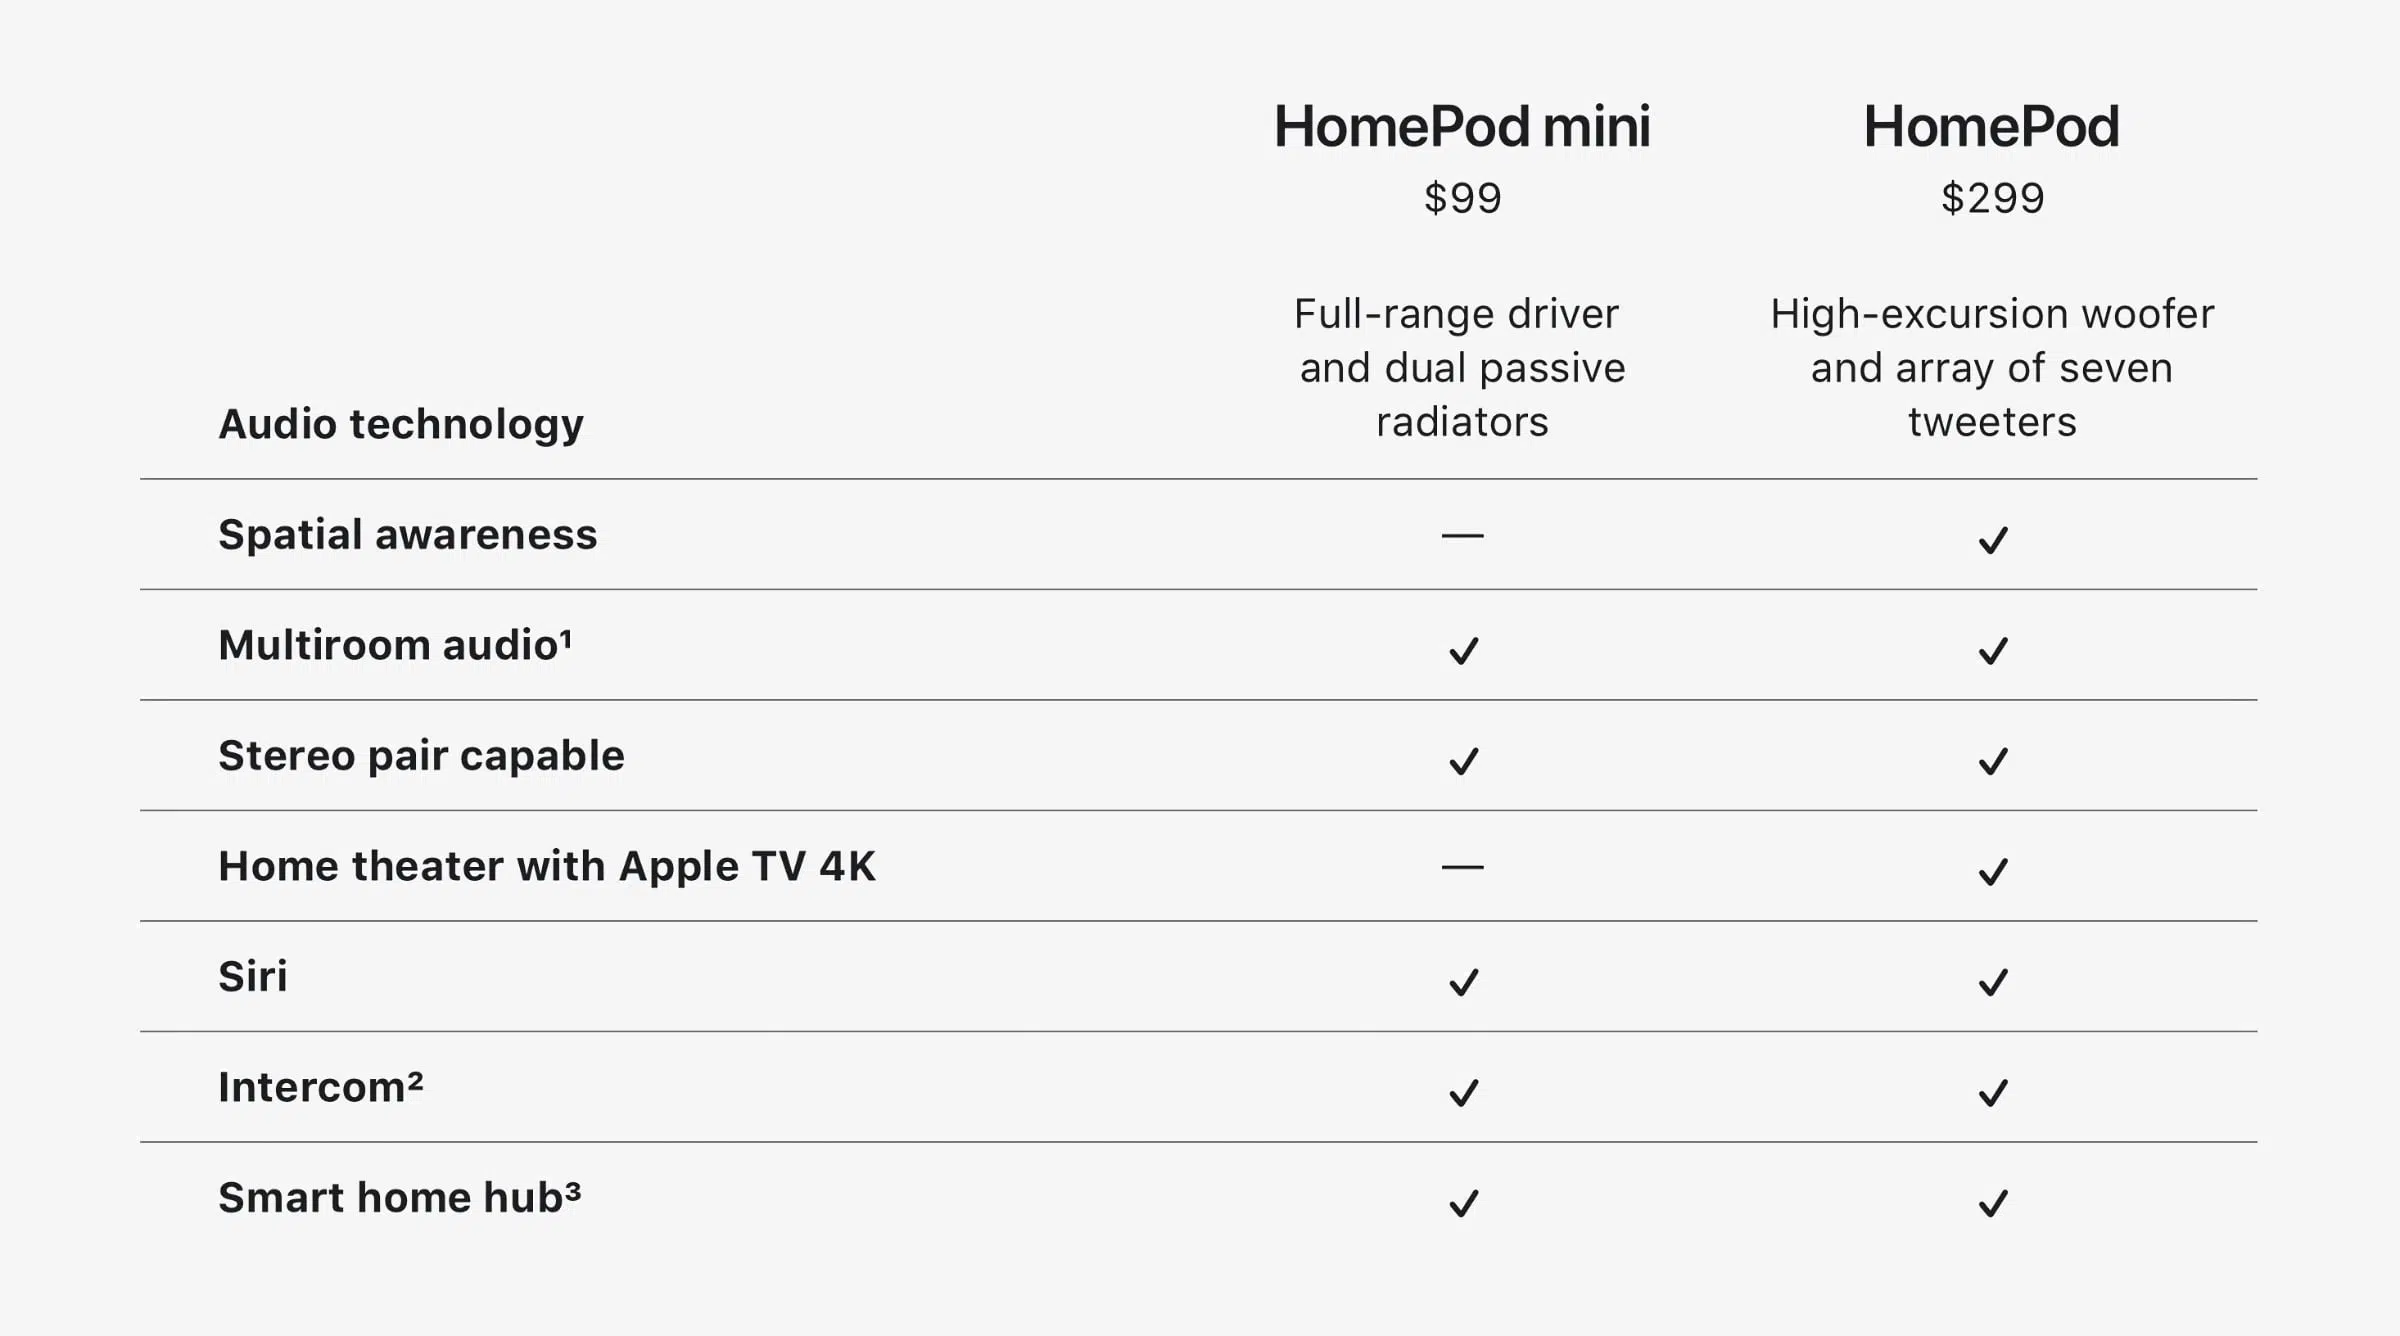 HomePod mini HomePod
$99 $299
Full-range driver High-excursion woofer
and dual passive and array of seven
Audio technology radiators tweeters
Spatial awareness — ✓
Multiroom audio¹ ✓ ✓
Stereo pair capable ✓ ✓
Home theater with Apple TV 4K — ✓
Siri ✓ ✓
Intercom² ✓ ✓
Smart home hub³ ✓ ✓